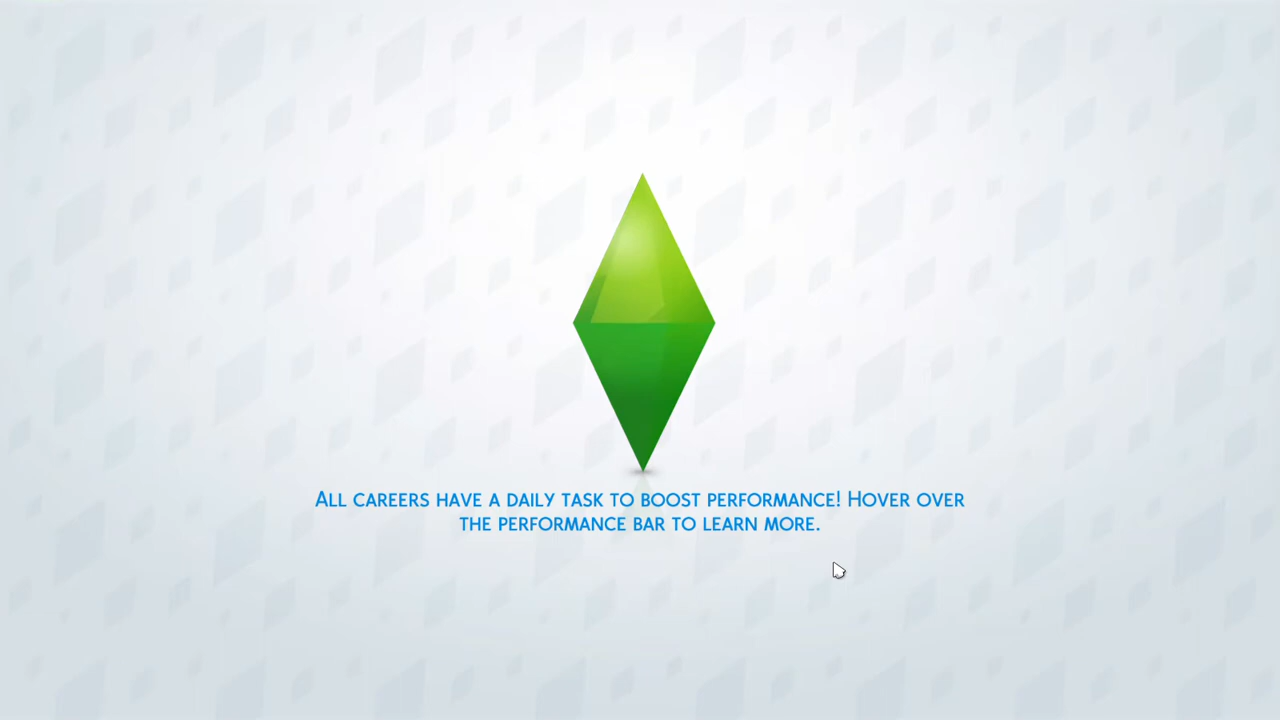 All careers have a daily task to boost performance! Hover over
the performance bar to learn more.